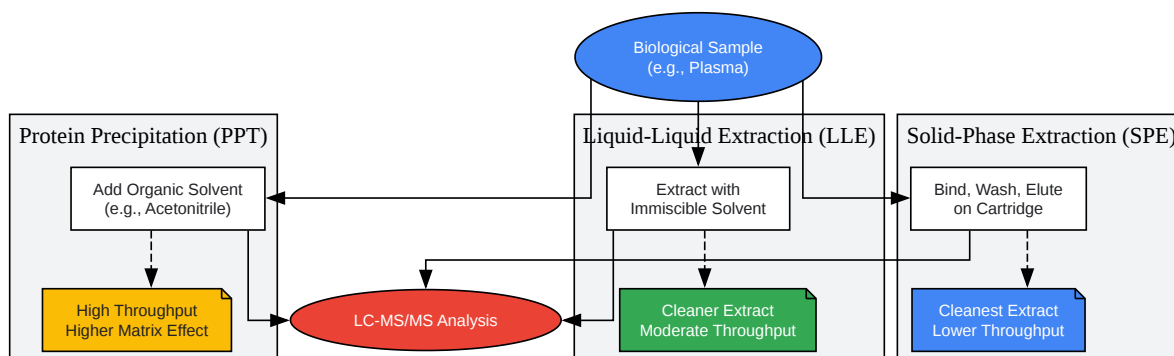 Biological Sample
(e.g., Plasma)
Protein Precipitation (PPT)
Liquid-Liquid Extraction (LLE)
Solid-Phase Extraction (SPE)
Add Organic Solvent
(e.g., Acetonitrile)
Extract with
Immiscible Solvent
Bind, Wash, Elute
on Cartridge
High Throughput
Higher Matrix Effect
LC-MS/MS Analysis
Cleaner Extract
Moderate Throughput
Cleanest Extract
Lower Throughput